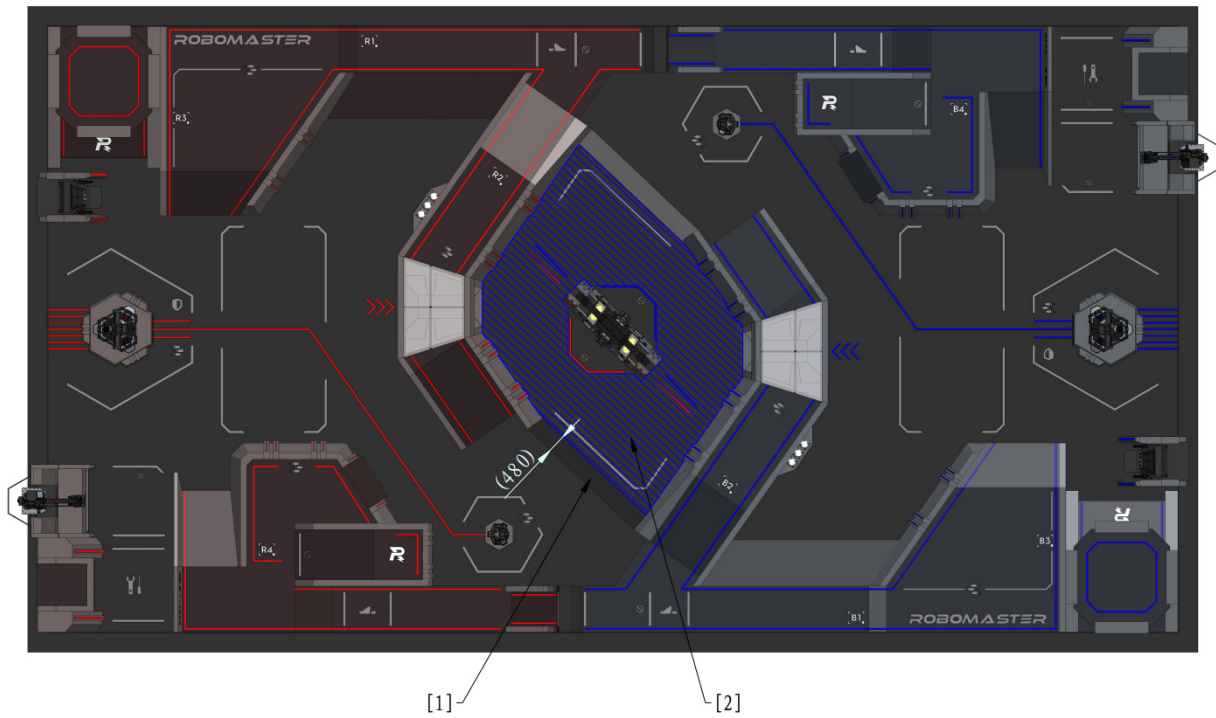 ROBOMASTER
R1
R3
B4
R2
(480)
B2
R4
B3
B1
ROBOMASTER
[1]
[2]